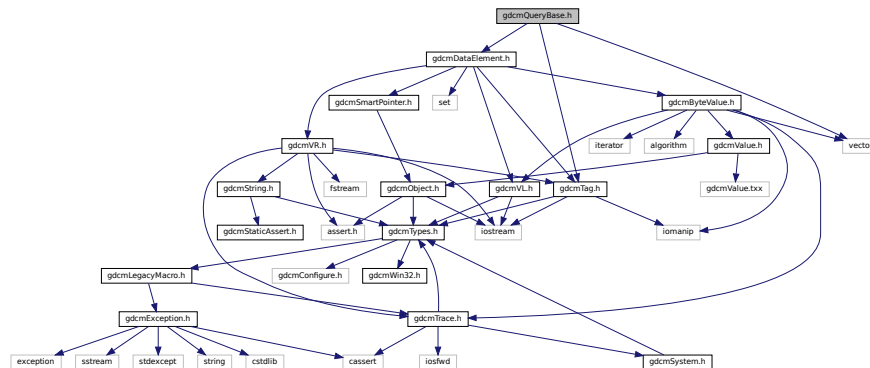 gdcmQueryBase.h
gdcmDataElement.h
gdcmSmartPointer.h
set
gdcmByteValue.h
gdcmVR.h
iterator
algorithm
gdcmValue.h
vecto
gdcmString.h
fstream
gdcmObject.h
gdcmVL.h
gdcmTag.h
gdcmValue.txx
gdcmStaticAssert.h
assert.h
gdcmTypes.h
iostream
iomanip
gdcmLegacyMacro.h
gdcmConfigure.h
gdcmWin32.h
gdcmException.h
gdcmTrace.h
exception
sstream
stdexcept
string
cstdlib
cassert
iosfwd
gdcmSystem.h